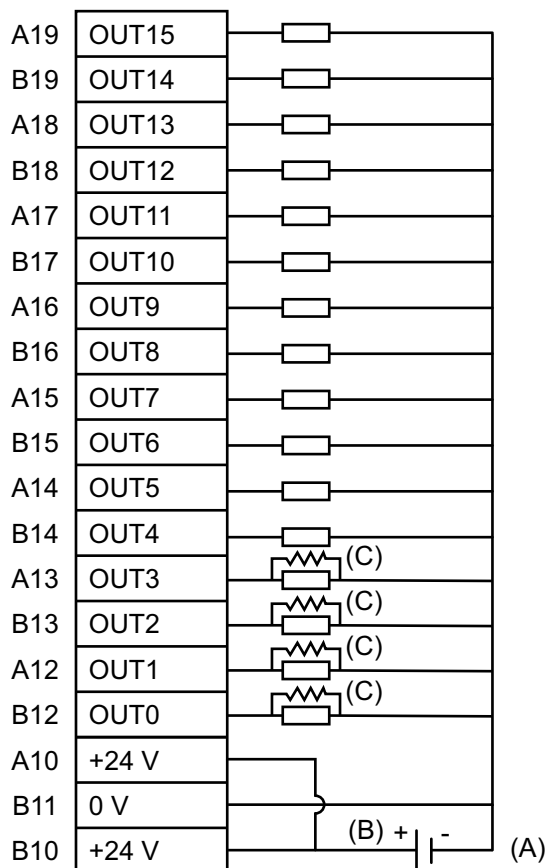 A19 OUT15
B19 OUT14
A18 OUT13
B18 OUT12
A17 OUT11
B17 OUT10
A16 OUT9
B16 OUT8
A15 OUT7
B15 OUT6
A14 OUT5
B14 OUT4
(C)
A13 OUT3
(C)
B13 OUT2
(C)
A12 OUT1
(C)
B12 OUT0
A10 +24 V
B11 0 V
B10 +24 V (B) + - (A)